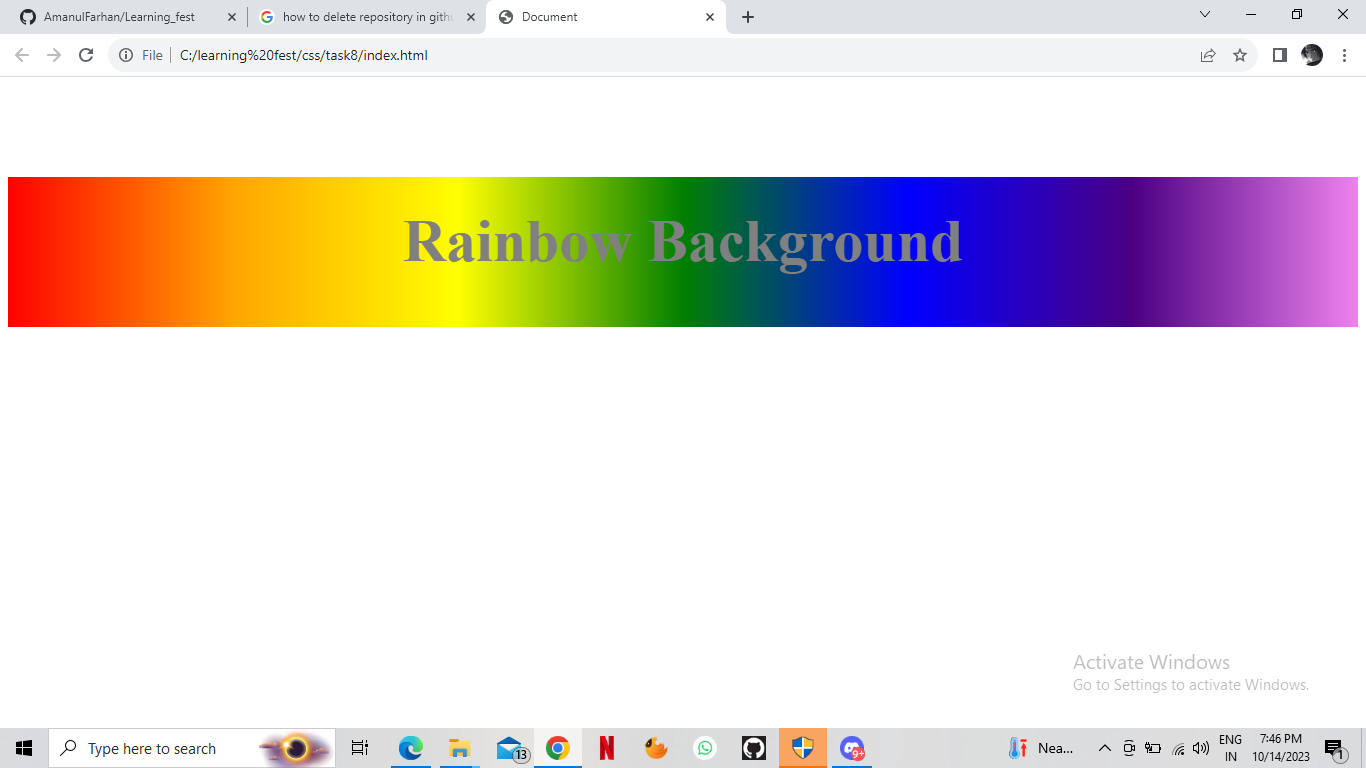 AmanulFarhan/Learning_fest
how to delete repository in gith
Document
File
C:/learning%20fest/css/task8/index.html
Rainbow Background
Activate Windows
Go to Settings to activate Windows.
Type here to search
13
N
9+
Nea...
ENG
IN
7:46 PM
10/14/2023
1